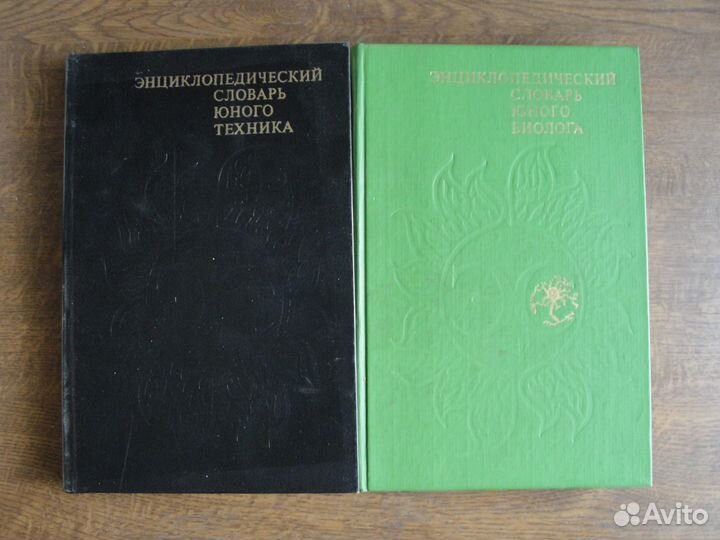 ЭНЦИКЛОПЕДИЧЕСКИЙ
СЛОВАРЬ
ЮНОГО
ТЕХНИКА
ЭНЦИКЛОПЕДИЧЕСКИЙ
СЛОВАРЬ
ЮНОГО
БИОЛОГА
Avito